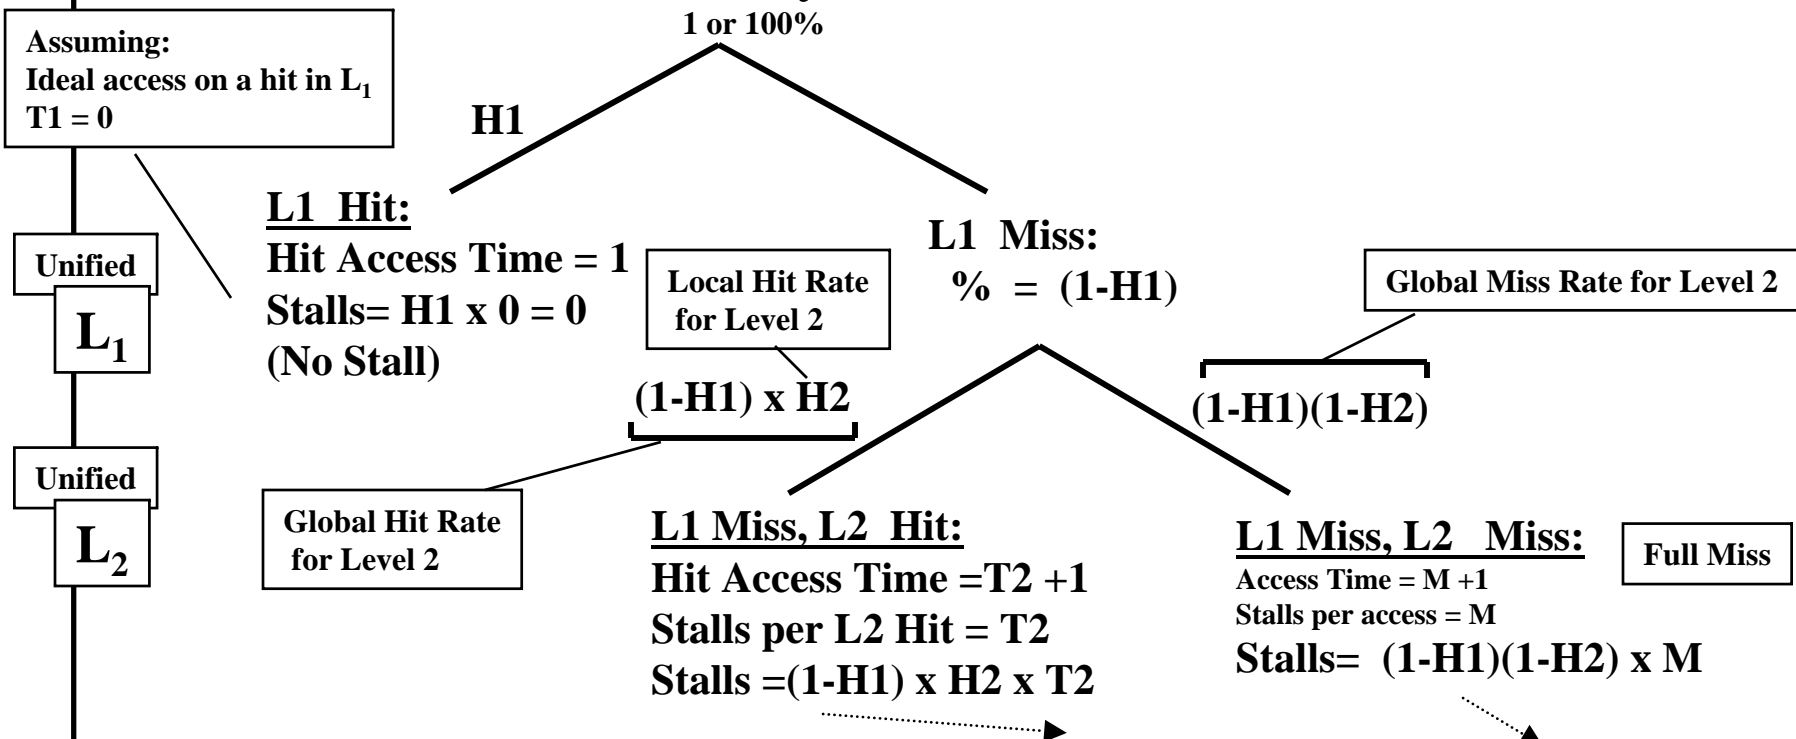 1 or 100%
Assuming:
Ideal access on a hit in L1
T1 = 0
H1
L1 Hit:
Hit Access Time = 1
Stalls= H1 x 0 = 0
(No Stall)
Unified
L1
Local Hit Rate
for Level 2
L1 Miss:
% = (1-H1)
Global Miss Rate for Level 2
(1-H1) x H2
(1-H1)(1-H2)
Unified
L2
Global Hit Rate
for Level 2
L1 Miss, L2 Hit:
Hit Access Time =T2 +1
Stalls per L2 Hit = T2
Stalls =(1-H1) x H2 x T2
L1 Miss, L2 Miss:
Access Time = M +1
Stalls per access = M
Stalls= (1-H1)(1-H2) x M
Full Miss